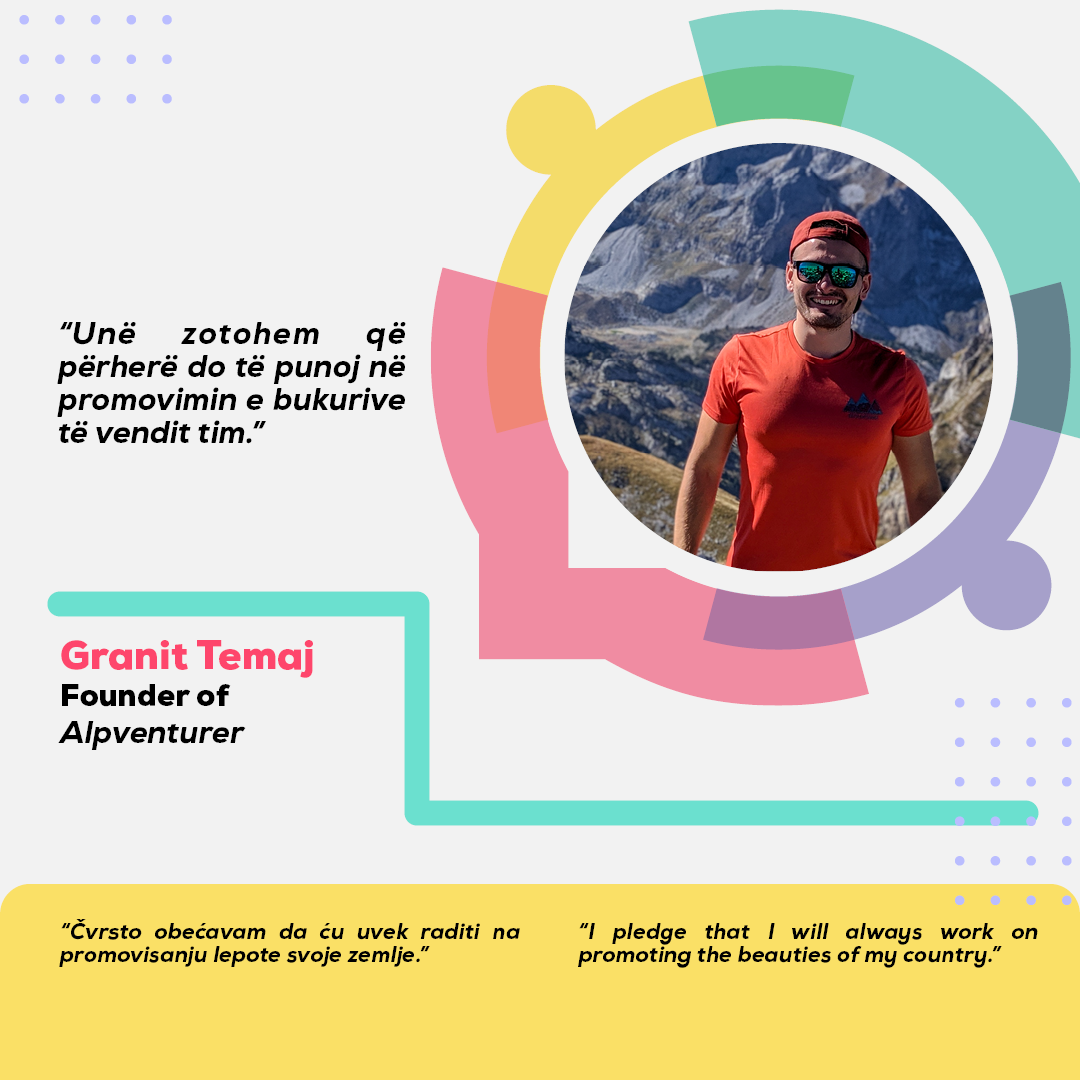 “Unë zotohem që
përherë do të punoj në
promovimin e bukurive
të vendit tim.”
Granit Temaj
Founder of
Alpventurer
“Čvrsto obećavam da ću uvek raditi na
promovisanju lepote svoje zemlje.”
“I pledge that I will always work on
promoting the beauties of my country.”